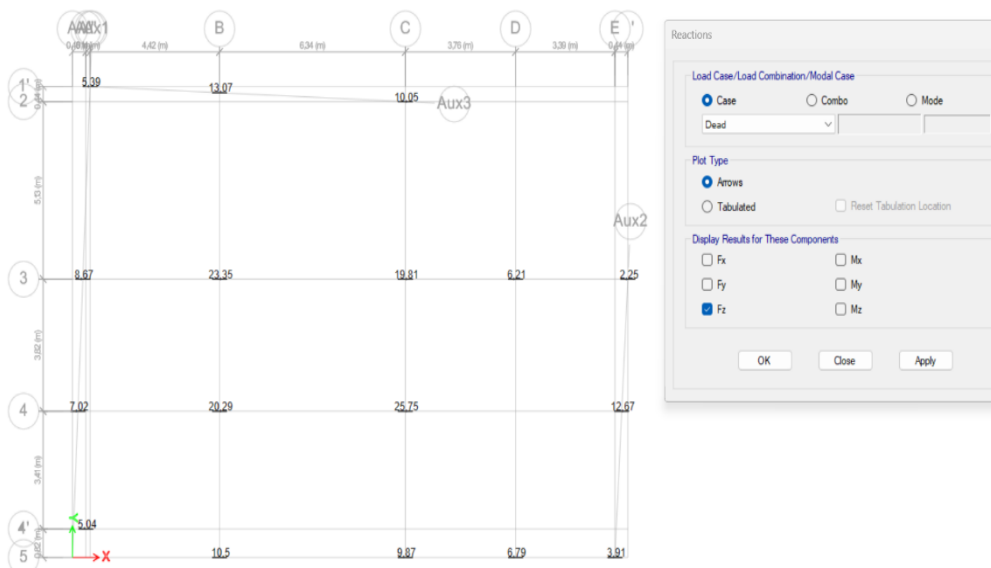 Aux1 B C D E '
4,42 (m) 6,34 (m) 3,78 (m) 3,39 (m)
1' 5.39 13.07
2 10.05 Aux3
Aux2
3 8.67 23.35 19.81 6.21 2.25
3,82 (m)
4 7.02 20.29 25.75 12.67
3,41 (m)
4' 5.04
Y
5 X 10.5 9.87 6.79 3.91
Reactions
Load Case/Load Combination/Modal Case
Case Combo Mode
Dead
Plot Type
Arrows
Tabulated Reset Tabulation Location
Display Results for These Components
Fx Mx
Fy My
Fz Mz
OK Close Apply